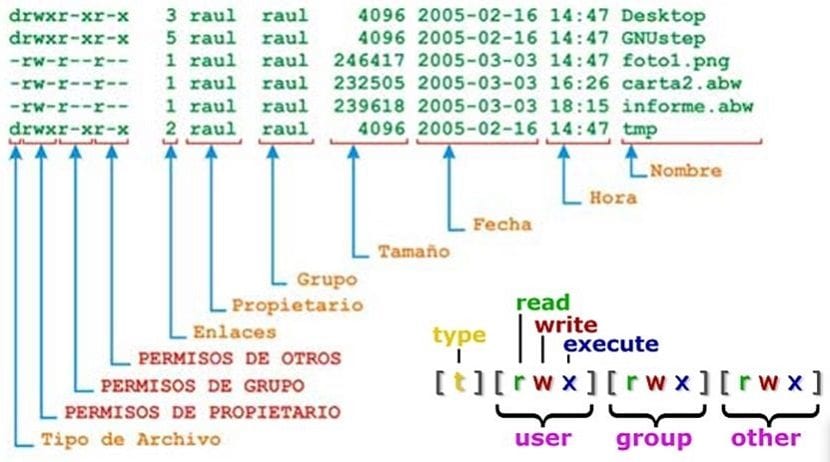 drwxr-xr-x 3 raul raul 4096 2005-02-16 14:47 Desktop
drwxr-xr-x 5 raul raul 4096 2005-02-16 14:47 GNUstep
-rw-r--r-- 1 raul raul 246417 2005-03-03 14:47 foto1.png
-rw-r--r-- 1 raul raul 232505 2005-03-03 16:26 carta2.abw
-rw-r--r-- 1 raul raul 239618 2005-03-03 18:15 informe.abw
drwxr-xr-x 2 raul raul 4096 2005-02-16 14:47 tmp
Nombre
Hora
Fecha
Tamaño
Grupo
Propietario
Enlaces
PERMISOS DE OTROS
PERMISOS DE GRUPO
PERMISOS DE PROPIETARIO
Tipo de Archivo
read
write
type
execute
[ t ] [ r w x ] [ r w x ] [ r w x ]
user group other